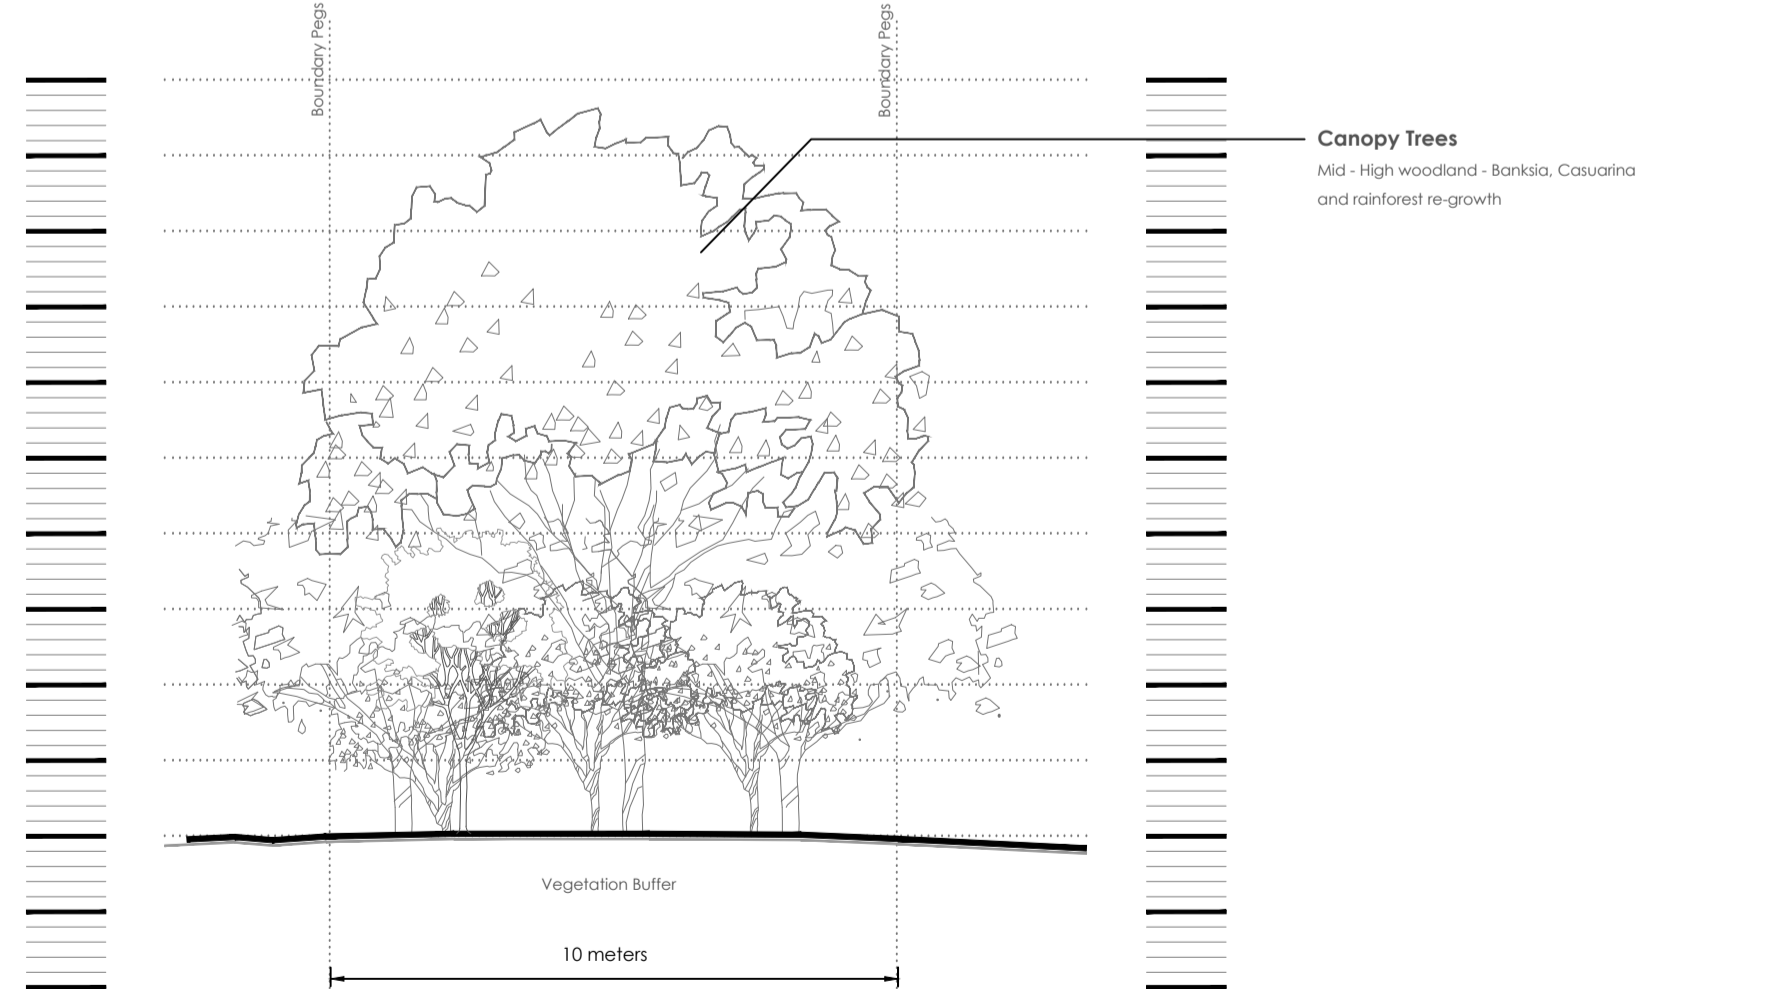 Boundary Pegs
Boundary Pegs
Canopy Trees
Mid - High woodland - Banksia, Casuarina
and rainforest re-growth
Vegetation Buffer
10 meters